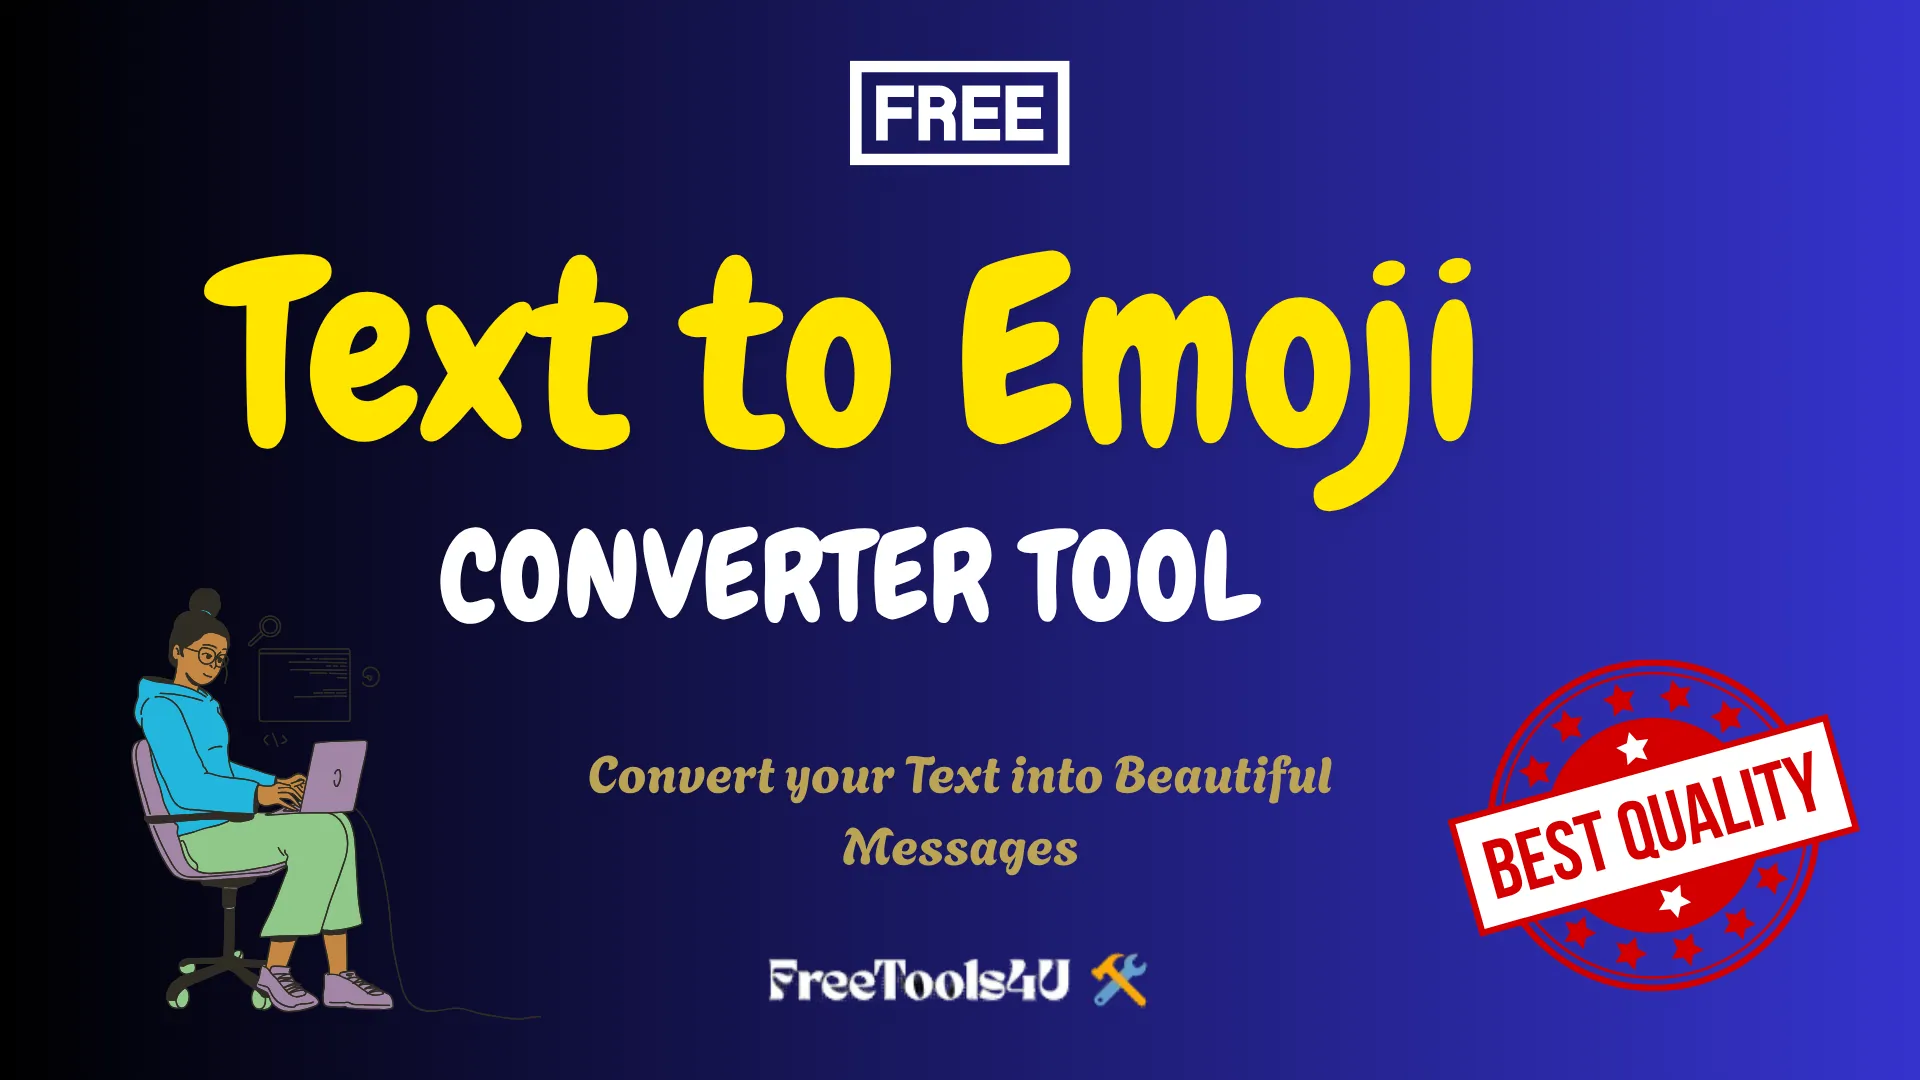 FREE
Text to Emoji
CONVERTER TOOL
Convert your Text into Beautiful
Messages
BEST QUALITY
FreeTools4U